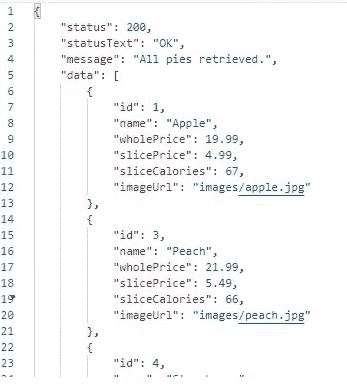 1 {
2 "status": 200,
3 "statusText": "OK",
4 "message": "All pies retrieved.",
5 "data": [
6 {
7 "id": 1,
8 "name": "Apple",
9 "wholePrice": 19.99,
10 "slicePrice": 4.99,
11 "sliceCalories": 67,
12 "imageUrl": "images/apple.jpg"
13 },
14 {
15 "id": 3,
16 "name": "Peach",
17 "wholePrice": 21.99,
18 "slicePrice": 5.49,
19 "sliceCalories": 66,
20 "imageUrl": "images/peach.jpg"
21 },
22 {
23 "id": 4,